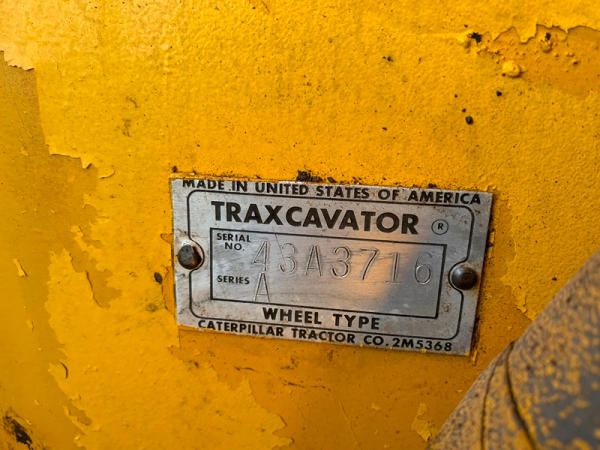 MADE IN UNITED STATES OF AMERICA
TRAXCAVATOR ®
SERIAL NO. 43A3716
SERIES A
WHEEL TYPE
CATERPILLAR TRACTOR CO. 2M5368